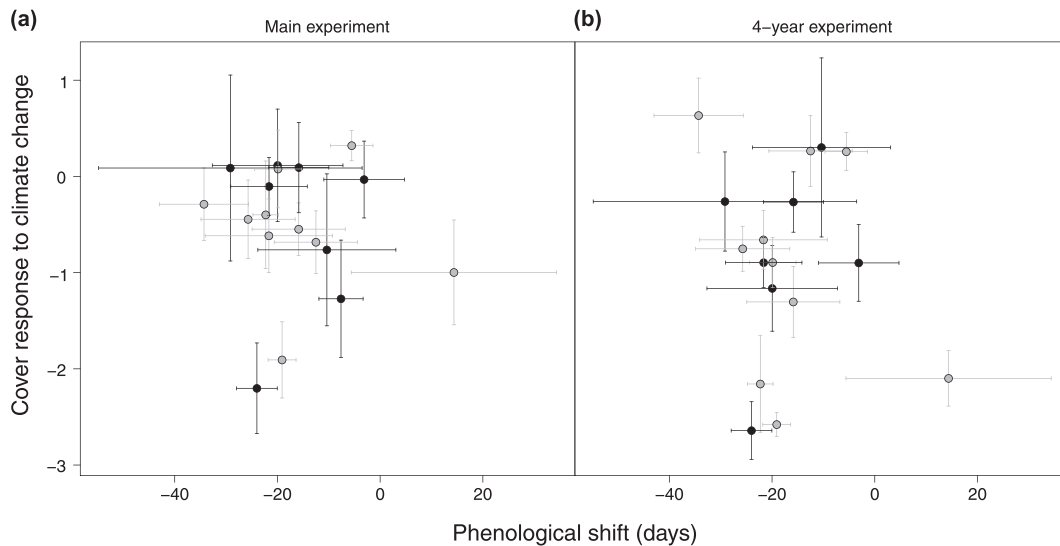 (a)
Main experiment
(b)
4−year experiment
Cover response to climate change
1
0
−1
−2
−3
−40
−20
0
20
−40
−20
0
20
Phenological shift (days)